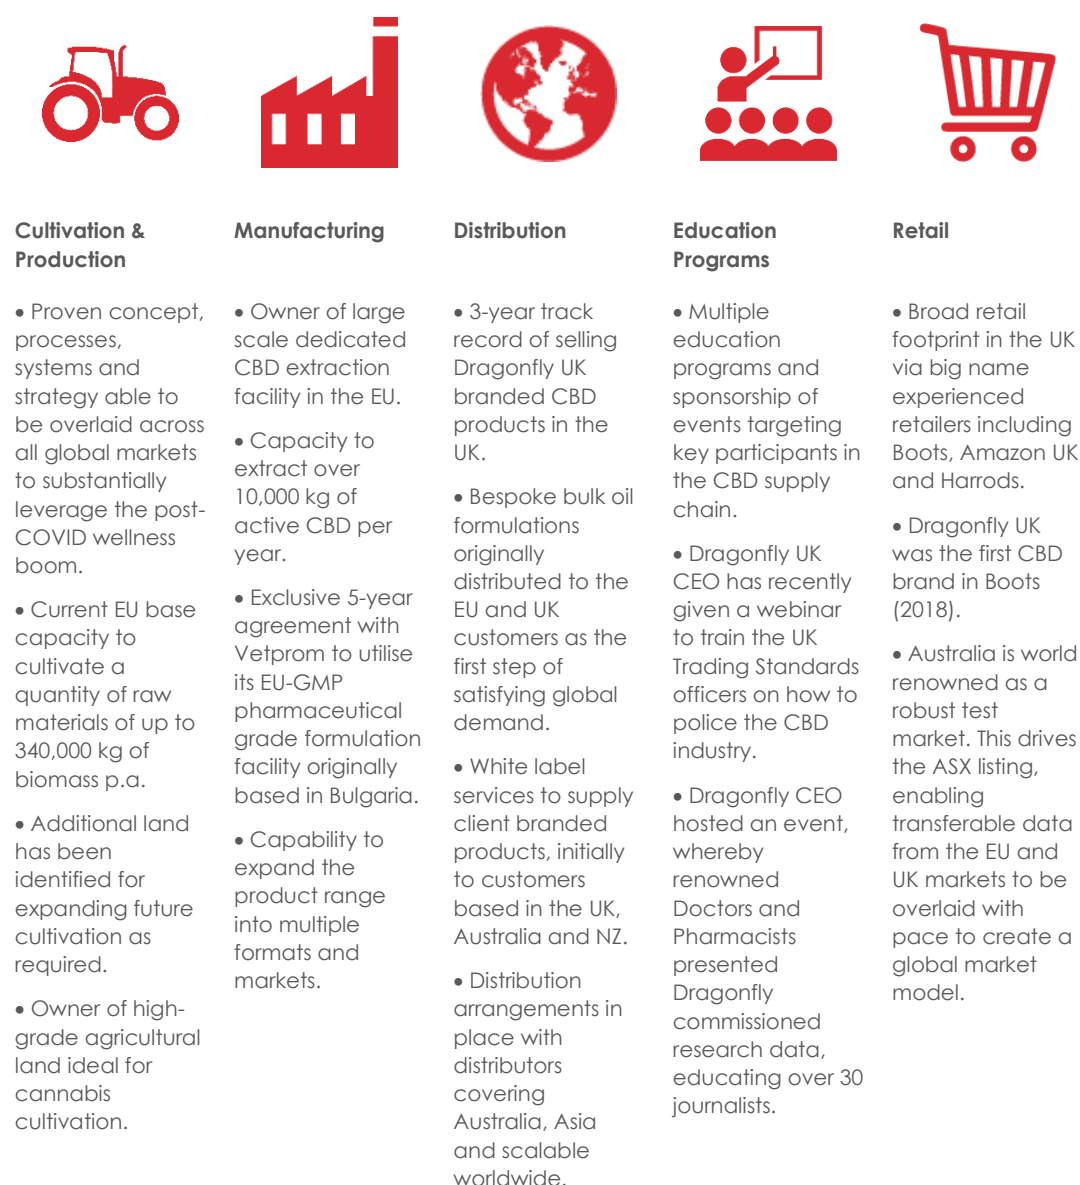 Cultivation &
Production
• Proven concept,
processes,
systems and
strategy able to
be overlaid across
all global markets
to substantially
leverage the post-
COVID wellness
boom.
• Current EU base
capacity to
cultivate a
quantity of raw
materials of up to
340,000 kg of
biomass p.a.
• Additional land
has been
identified for
expanding future
cultivation as
required.
• Owner of high-
grade agricultural
land ideal for
cannabis
cultivation.
Manufacturing
• Owner of large
scale dedicated
CBD extraction
facility in the EU.
• Capacity to
extract over
10,000 kg of
active CBD per
year.
• Exclusive 5-year
agreement with
Vetprom to utilise
its EU-GMP
pharmaceutical
grade formulation
facility originally
based in Bulgaria.
• Capability to
expand the
product range
into multiple
formats and
markets.
Distribution
• 3-year track
record of selling
Dragonfly UK
branded CBD
products in the
UK.
• Bespoke bulk oil
formulations
originally
distributed to the
EU and UK
customers as the
first step of
satisfying global
demand.
• White label
services to supply
client branded
products, initially
to customers
based in the UK,
Australia and NZ.
• Distribution
arrangements in
place with
distributors
covering
Australia, Asia
and scalable
worldwide.
Education
Programs
• Multiple
education
programs and
sponsorship of
events targeting
key participants in
the CBD supply
chain.
• Dragonfly UK
CEO has recently
given a webinar
to train the UK
Trading Standards
officers on how to
police the CBD
industry.
• Dragonfly CEO
hosted an event,
whereby
renowned
Doctors and
Pharmacists
presented
Dragonfly
commissioned
research data,
educating over 30
journalists.
Retail
• Broad retail
footprint in the UK
via big name
experienced
retailers including
Boots, Amazon UK
and Harrods.
• Dragonfly UK
was the first CBD
brand in Boots
(2018).
• Australia is world
renowned as a
robust test
market. This drives
the ASX listing,
enabling
transferable data
from the EU and
UK markets to be
overlaid with
pace to create a
global market
model.